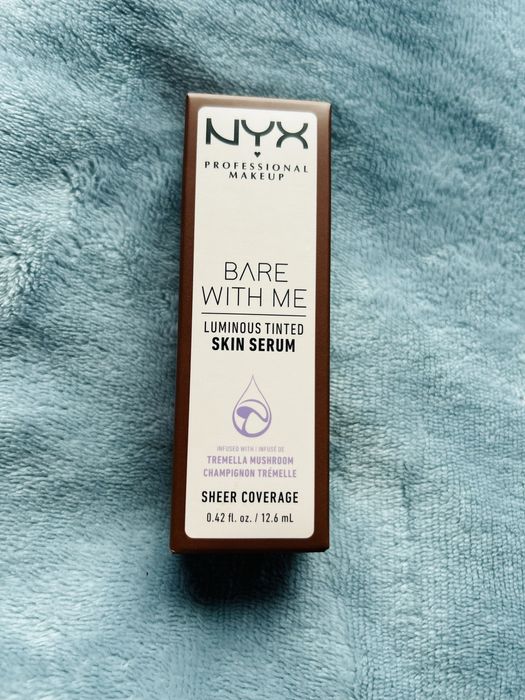 NYX
PROFESSIONAL
MAKEUP
BARE
WITH ME
LUMINOUS TINTED
SKIN SERUM
INFUSED WITH / INFUSÉ DE
TREMELLA MUSHROOM
CHAMPIGNON TRÉMELLE
SHEER COVERAGE
0.42 fl. oz. / 12.6 mL